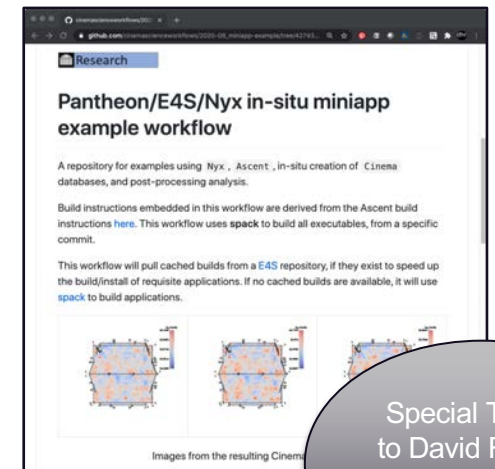 cinemascienceworkflows/202
github.com/cinemascienceworkflows/2020-08_miniapp-example/tree/42793...
Research
Pantheon/E4S/Nyx in-situ miniapp
example workflow
A repository for examples using Nyx , Ascent , in-situ creation of Cinema
databases, and post-processing analysis.
Build instructions embedded in this workflow are derived from the Ascent build
instructions here. This workflow uses spack to build all executables, from a specific
commit.
This workflow will pull cached builds from a E4S repository, if they exist to speed up
the build/install of requisite applications. If no cached builds are available, it will use
spack to build applications.
Images from the resulting Cinema
Special T
to David